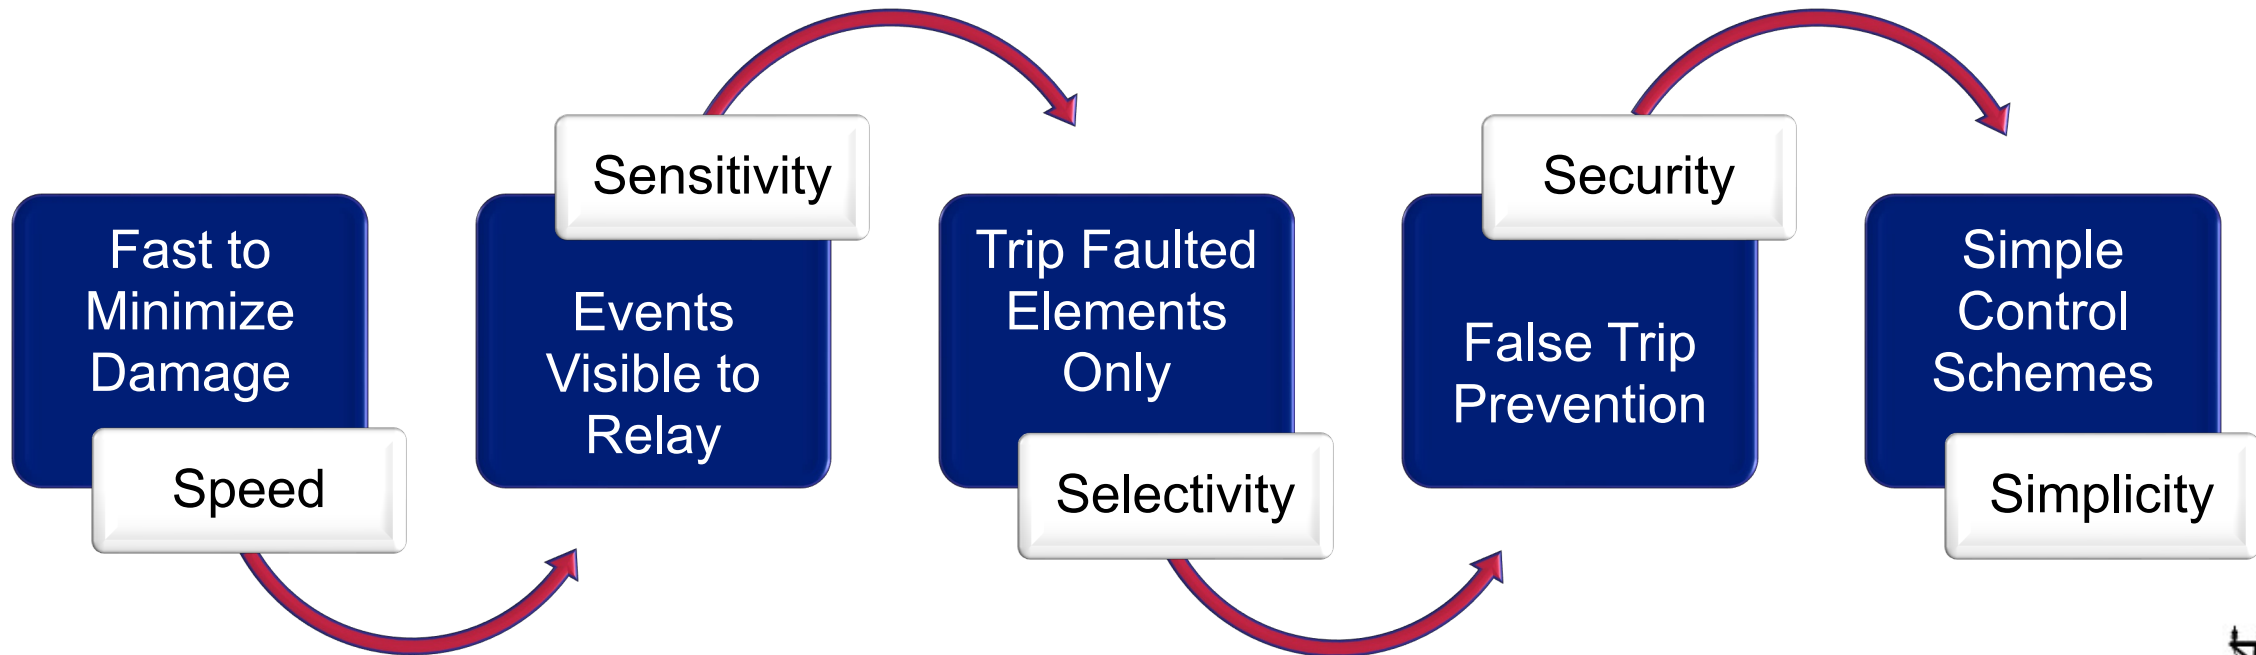 Fast to
Minimize
Damage
Speed
Sensitivity
Events
Visible to
Relay
Trip Faulted
Elements
Only
Selectivity
Security
False Trip
Prevention
Simple
Control
Schemes
Simplicity